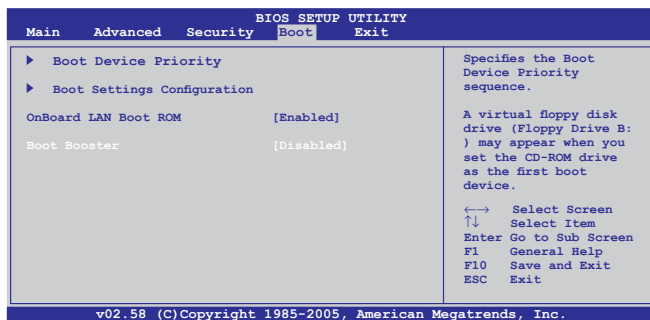 BIOS SETUP UTILITY
Main Advanced Security Boot Exit
Boot Device Priority
Boot Settings Configuration
OnBoard LAN Boot ROM [Enabled]
Boot Booster [Disabled]
Specifies the Boot
Device Priority
sequence.
A virtual floppy disk
drive (Floppy Drive B:
) may appear when you
set the CD-ROM drive
as the first boot
device.
←→ Select Screen
↑↓ Select Item
Enter Go to Sub Screen
F1 General Help
F10 Save and Exit
ESC Exit
v02.58 (C)Copyright 1985-2005, American Megatrends, Inc.